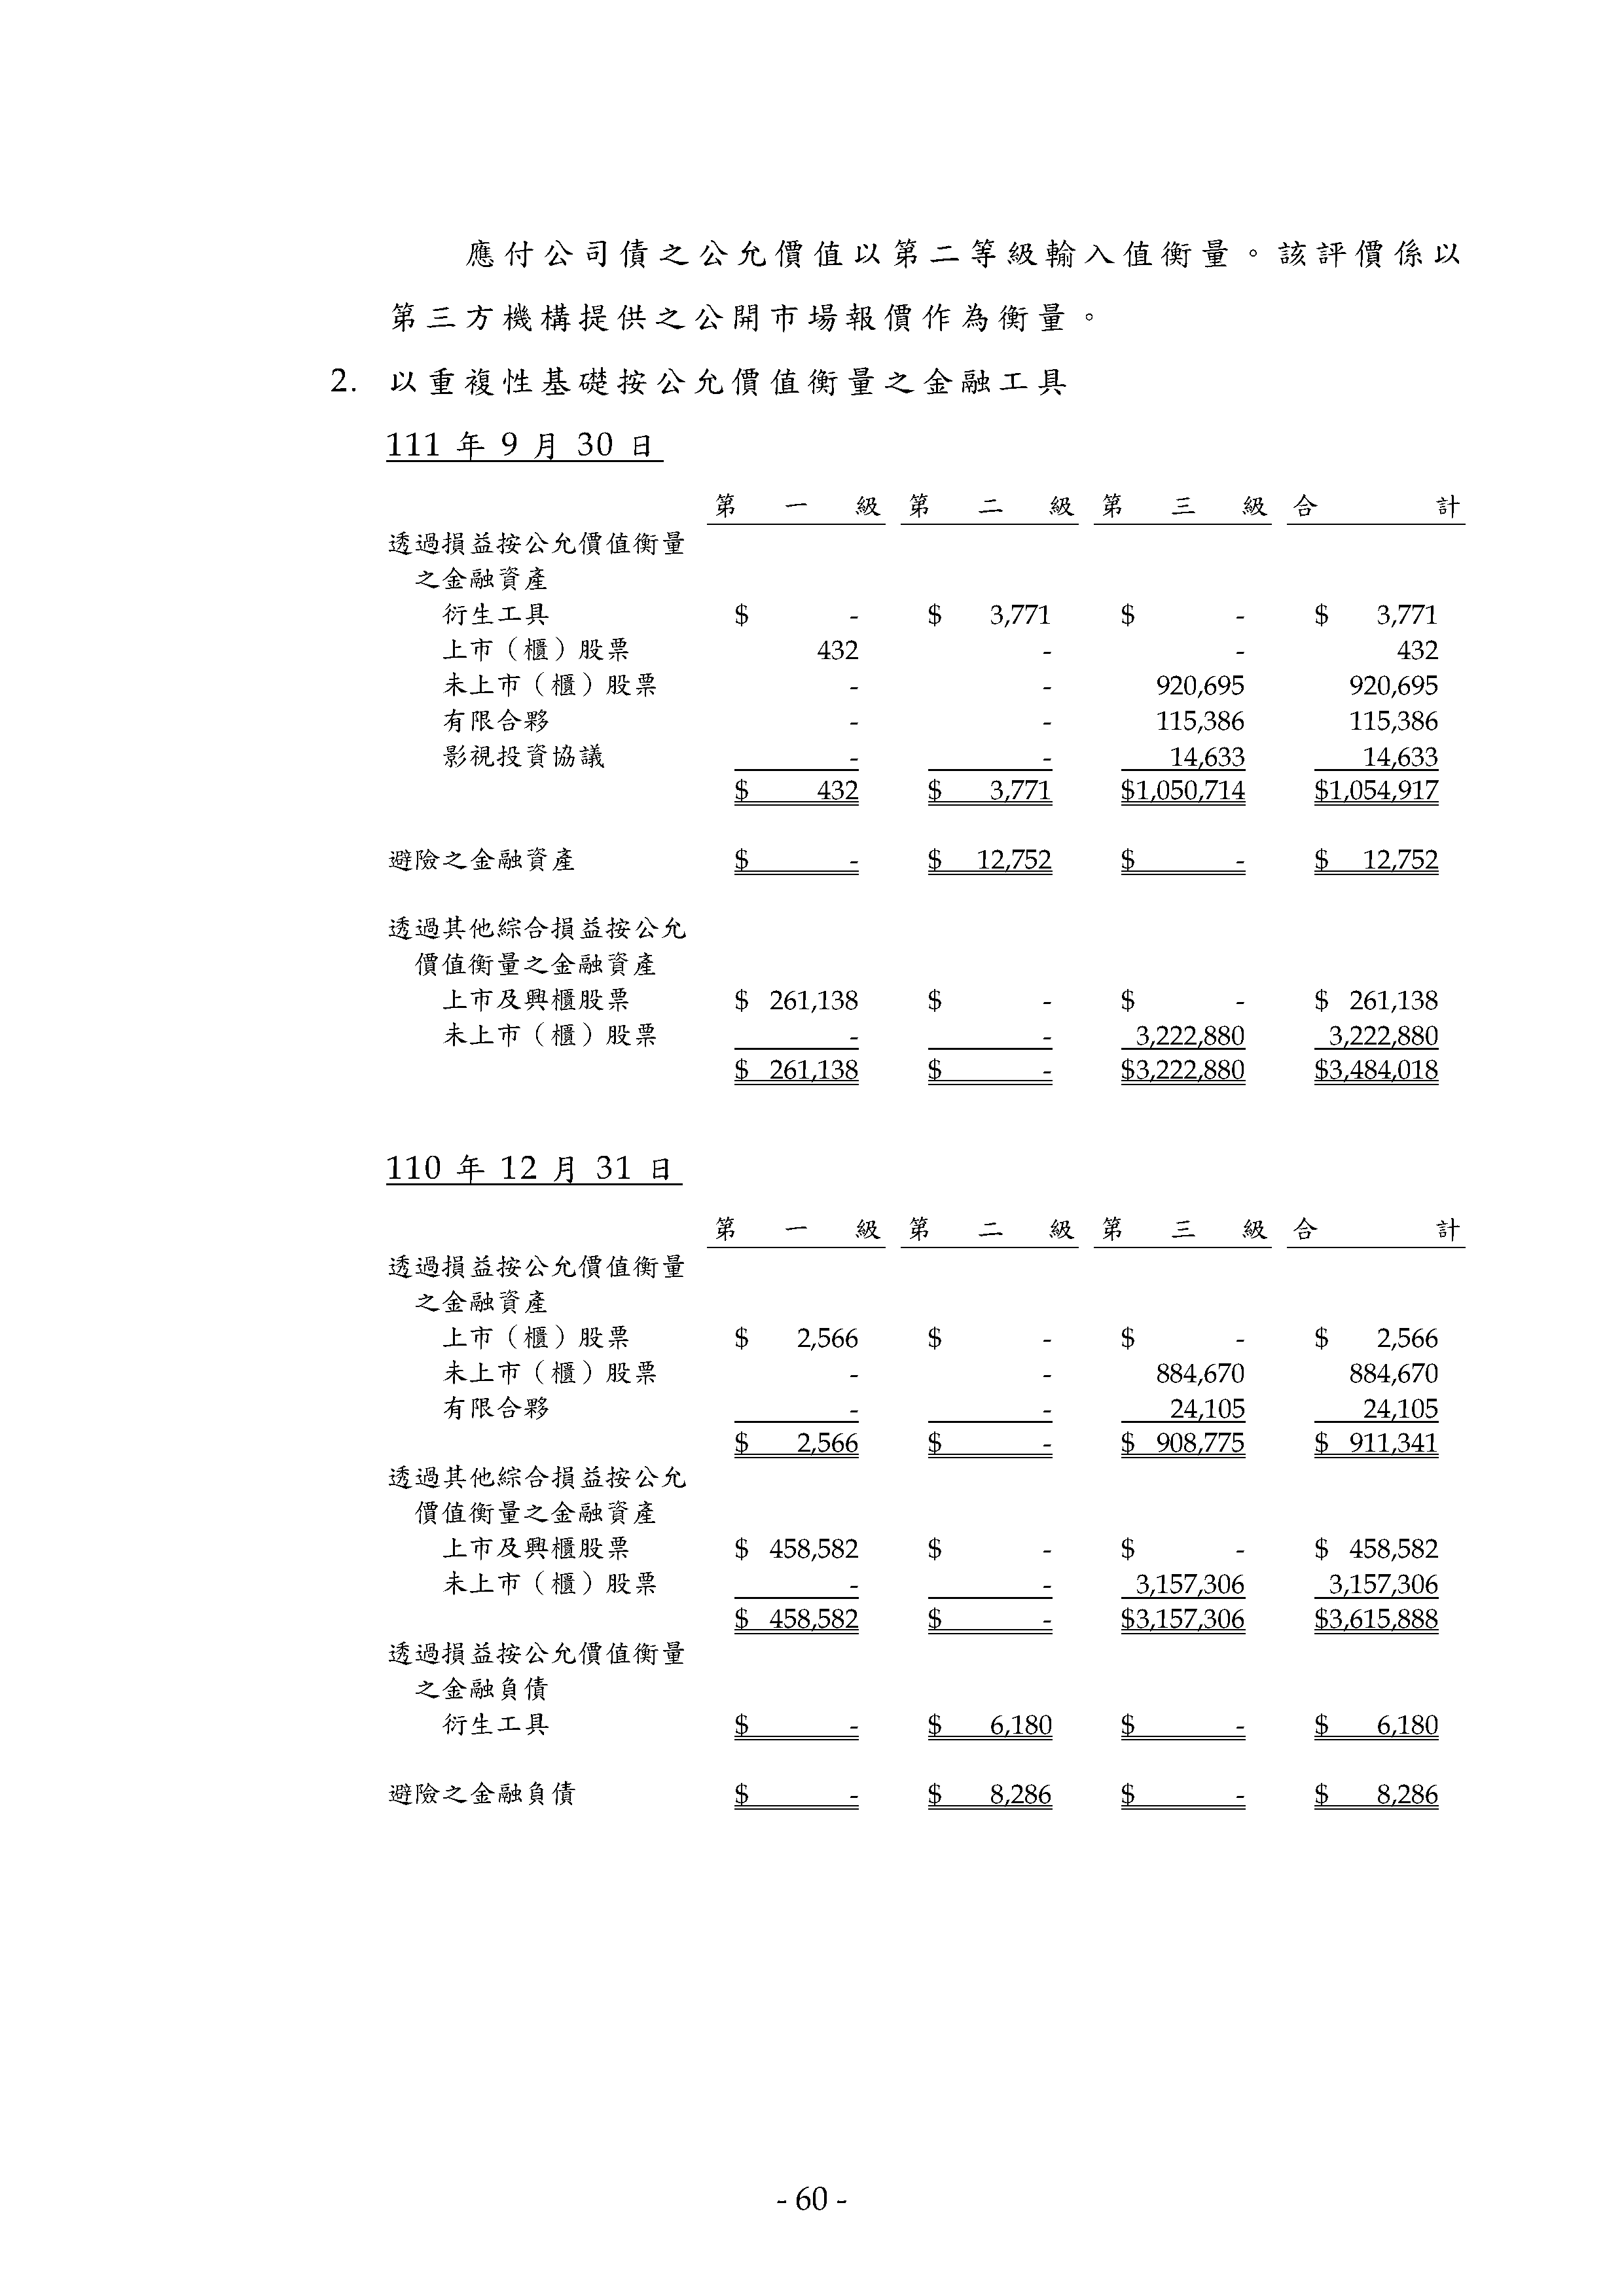 應付公司債之公允價值以第二等級輸入值衡量。該評價係以
第三方機構提供之公開市場報價作為衡量。
2. 以重複性基礎按公允價值衡量之金融工具
111 年 9 月 30 日
第一級 第二級 第三級 合計
透過損益按公允價值衡量
之金融資產
衍生工具 $ - $ 3,771 $ - $ 3,771
上市（櫃）股票 432 - - 432
未上市（櫃）股票 - - 920,695 920,695
有限合夥 - - 115,386 115,386
影視投資協議 - - 14,633 14,633
$ 432 $ 3,771 $1,050,714 $1,054,917
避險之金融資產 $ - $ 12,752 $ - $ 12,752
透過其他綜合損益按公允
價值衡量之金融資產
上市及興櫃股票 $ 261,138 $ - $ - $ 261,138
未上市（櫃）股票 - - 3,222,880 3,222,880
$ 261,138 $ - $3,222,880 $3,484,018
110 年 12 月 31 日
第一級 第二級 第三級 合計
透過損益按公允價值衡量
之金融資產
上市（櫃）股票 $ 2,566 $ - $ - $ 2,566
未上市（櫃）股票 - - 884,670 884,670
有限合夥 - - 24,105 24,105
$ 2,566 $ - $ 908,775 $ 911,341
透過其他綜合損益按公允
價值衡量之金融資產
上市及興櫃股票 $ 458,582 $ - $ - $ 458,582
未上市（櫃）股票 - - 3,157,306 3,157,306
$ 458,582 $ - $3,157,306 $3,615,888
透過損益按公允價值衡量
之金融負債
衍生工具 $ - $ 6,180 $ - $ 6,180
避險之金融負債 $ - $ 8,286 $ - $ 8,286
- 60 -